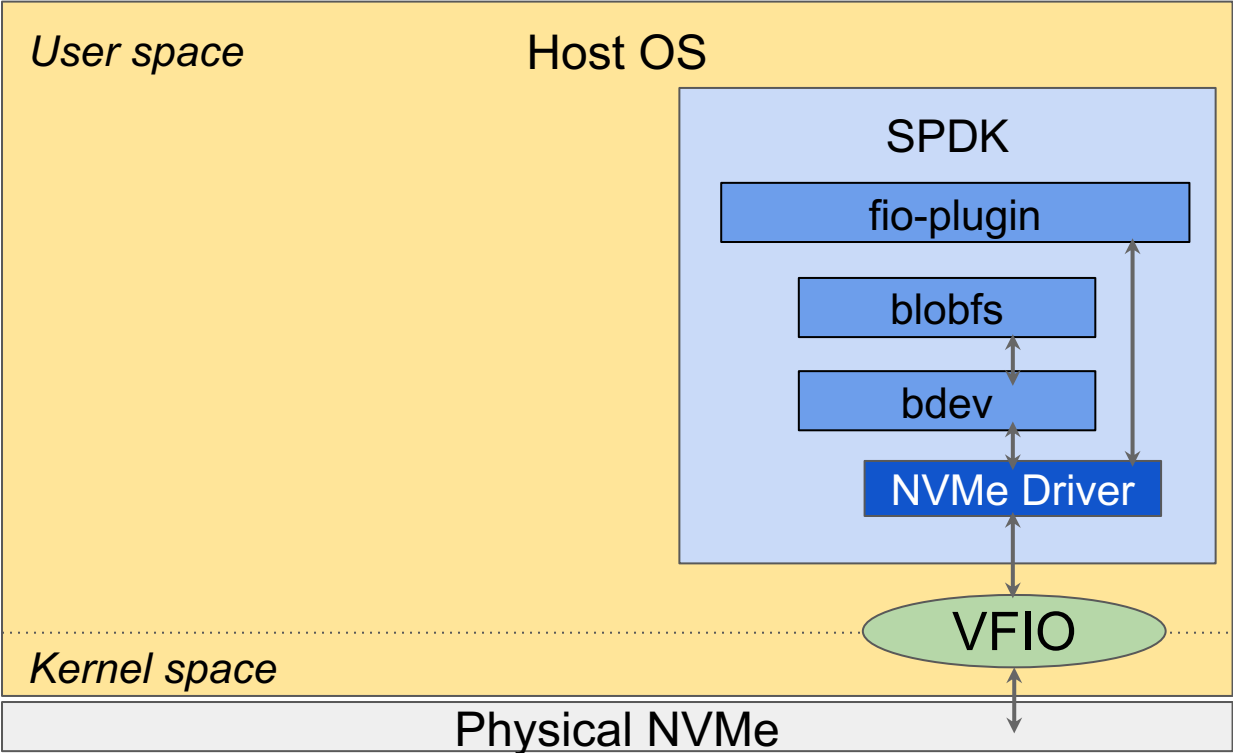 User space
Host OS
SPDK
fio-plugin
blobfs
bdev
NVMe Driver
VFIO
Kernel space
Physical NVMe